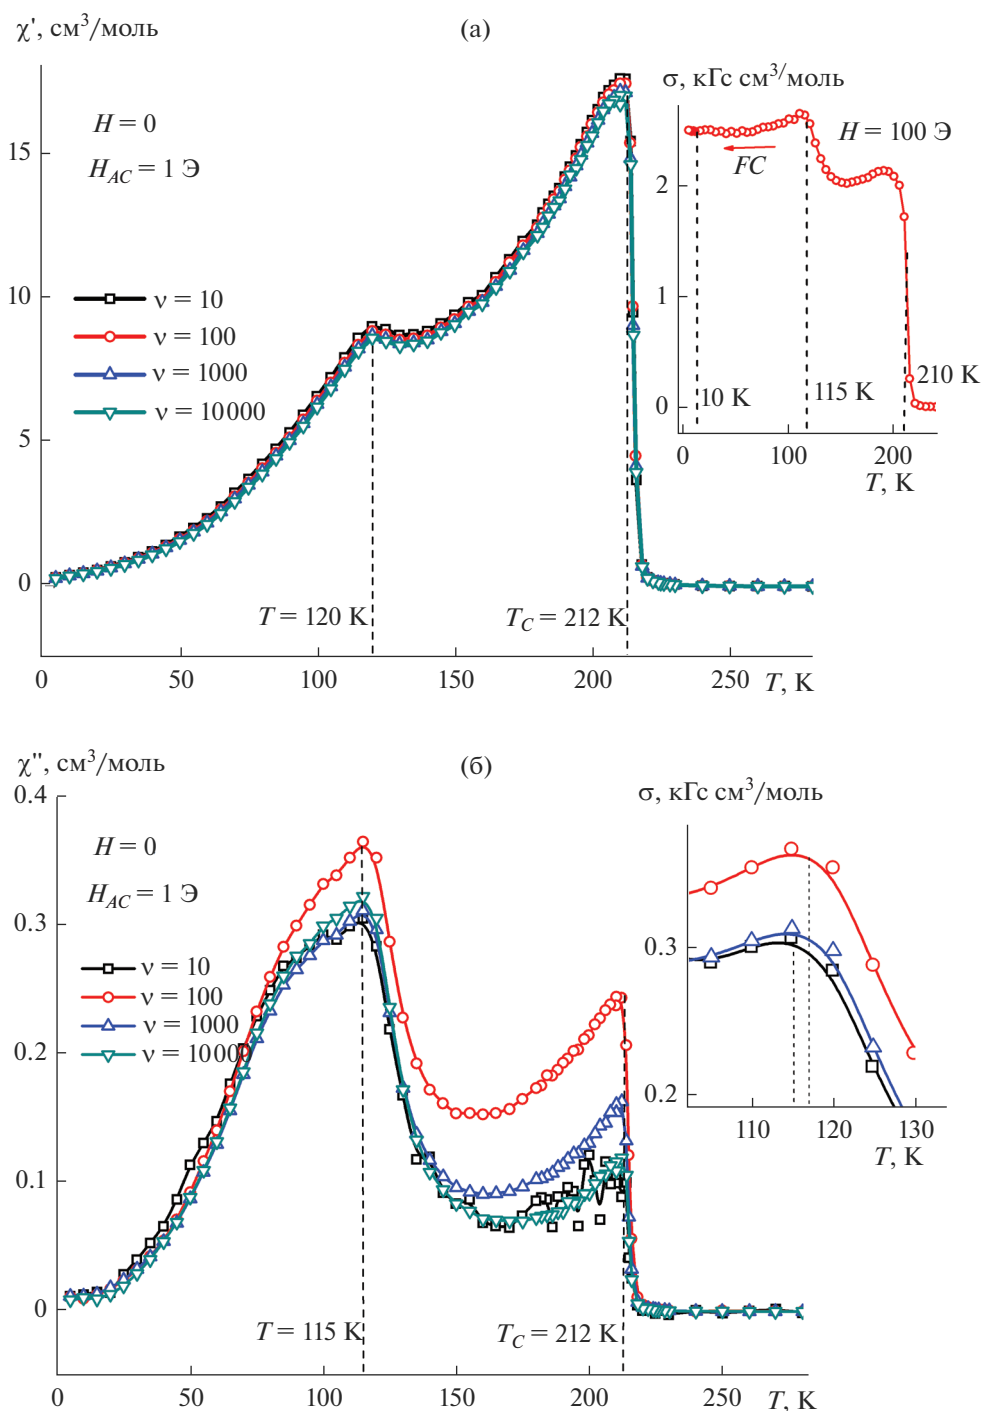 χ', см³/моль
(а)
H = 0
H_AC = 1 Э
ν = 10
ν = 100
ν = 1000
ν = 10000
15
10
5
0
T = 120 K
T_C = 212 K
0 50 100 150 200 250 T, K
σ, кГс см³/моль
H = 100 Э
FC
2
1
0
10 K
115 K
210 K
0 100 200
T, K
χ'', см³/моль
(б)
0.4
0.3
0.2
0.1
0
H = 0
H_AC = 1 Э
ν = 10
ν = 100
ν = 1000
ν = 10000
T = 115 K
T_C = 212 K
0 50 100 150 200 250 T, K
σ, кГс см³/моль
0.3
0.2
110 120 130
T, K